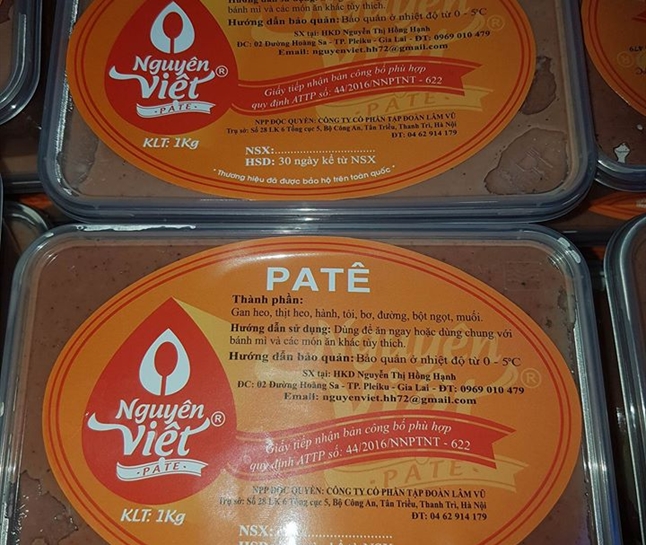 bánh mì và các món ăn khác tùy thích.
Hướng dẫn bảo quản: Bảo quản ở nhiệt độ từ 0 - 5°C
SX tại: HKD Nguyễn Thị Hồng Hạnh
ĐC: 02 Đường Hoàng Sa - TP. Pleiku - Gia Lai - ĐT: 0969 010 479
Email: nguyenviet.hh72@gmail.com
Nguyên
Việt®
PATE
KLT: 1Kg
Giấy tiếp nhận bản công bố phù hợp
quy định ATTP số: 44/2016/NNPTNT - 622
NPP ĐỘC QUYỀN: CÔNG TY CỔ PHẦN TẬP ĐOÀN LÂM VŨ
Trụ sở: Số 28 LK 6 Tổng cục 5, Bộ Công An, Tân Triều, Thanh Trì, Hà Nội
ĐT: 04 62 914 179
NSX:..............................
HSD: 30 ngày kể từ NSX
"Thương hiệu đã được bảo hộ trên toàn quốc"
PATÊ
Thành phần:
Gan heo, thịt heo, hành, tỏi, bơ, đường, bột ngọt, muối.
Hướng dẫn sử dụng: Dùng để ăn ngay hoặc dùng chung với
bánh mì và các món ăn khác tùy thích.
Hướng dẫn bảo quản: Bảo quản ở nhiệt độ từ 0 - 5°C
SX tại: HKD Nguyễn Thị Hồng Hạnh
ĐC: 02 Đường Hoàng Sa - TP. Pleiku - Gia Lai - ĐT: 0969 010 479
Email: nguyenviet.hh72@gmail.com
Nguyên
Việt®
PATE
KLT: 1Kg
Giấy tiếp nhận bản công bố phù hợp
quy định ATTP số: 44/2016/NNPTNT - 622
PATE
NPP ĐỘC QUYỀN: CÔNG TY CỔ PHẦN TẬP ĐOÀN LÂM VŨ
Trụ sở: Số 28 LK 6 Tổng cục 5, Bộ Công An, Tân Triều, Thanh Trì, Hà Nội
ĐT: 04 62 914 179
NSX: